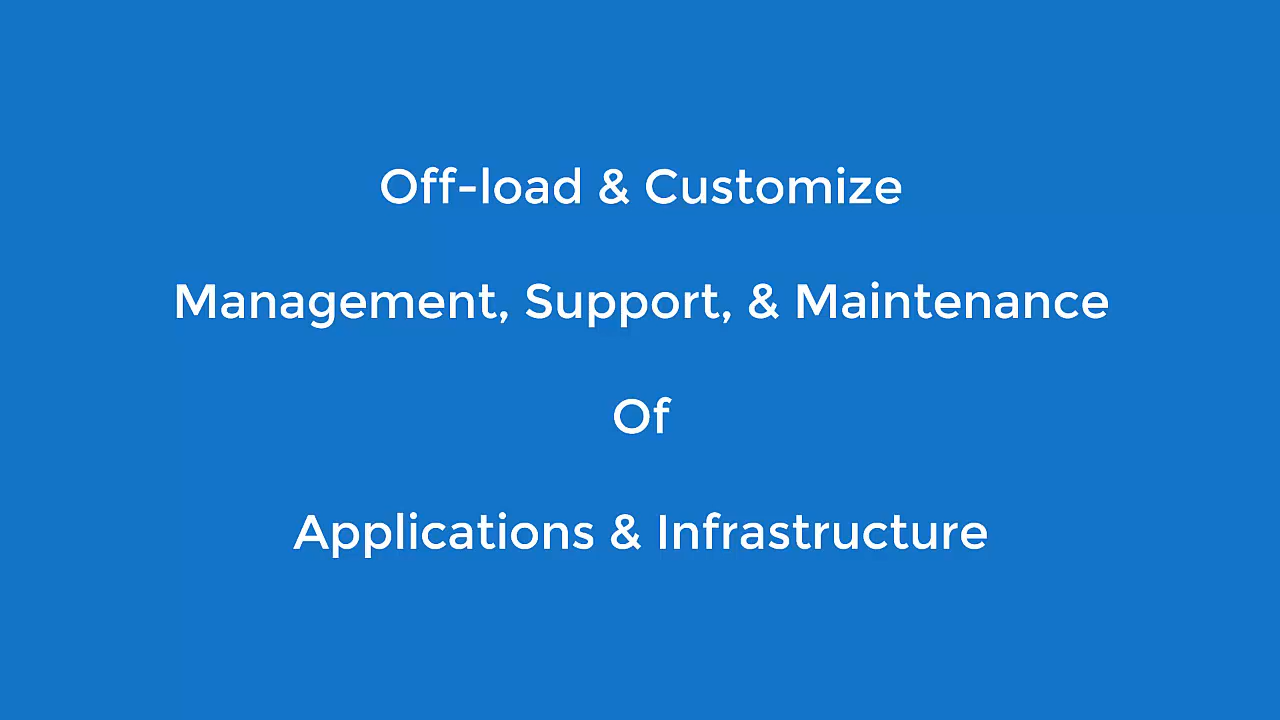 Off-load & Customize
Management, Support, & Maintenance
Of
Applications & Infrastructure